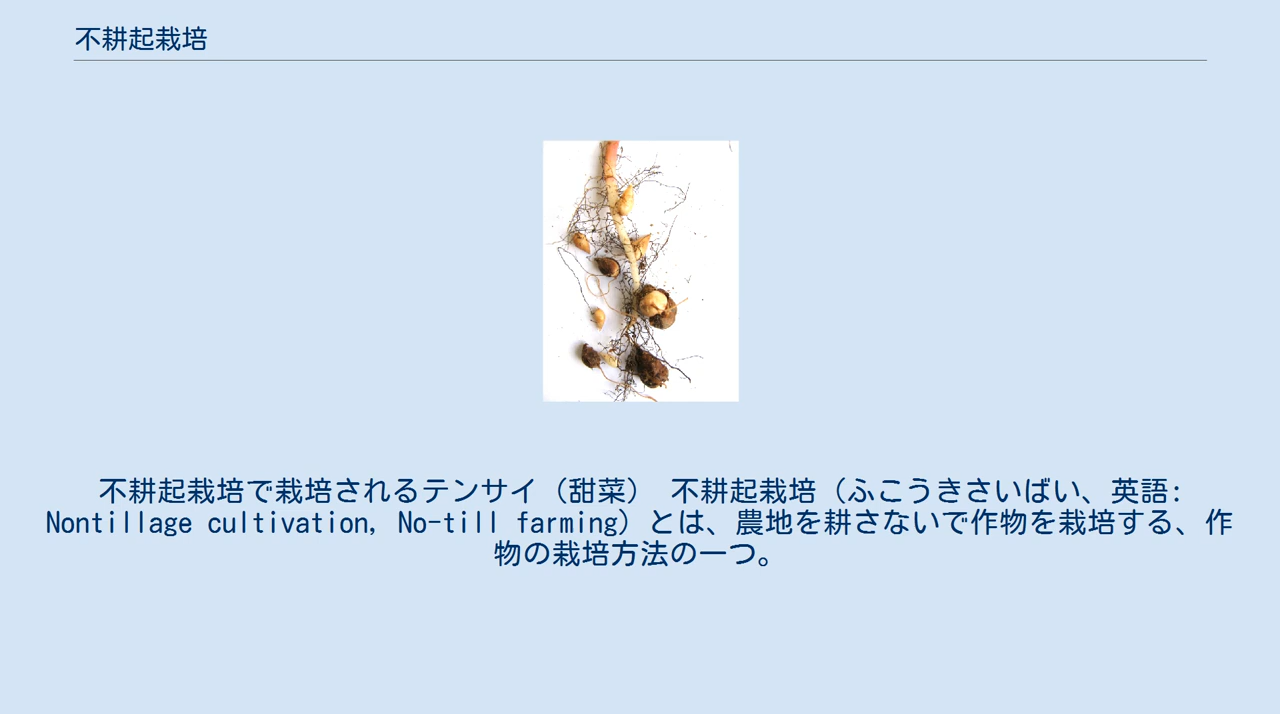 不耕起栽培
不耕起栽培で栽培されるテンサイ（甜菜） 不耕起栽培（ふこうきさいばい、英語:
Nontillage cultivation, No-till farming）とは、農地を耕さないで作物を栽培する、作
物の栽培方法の一つ。